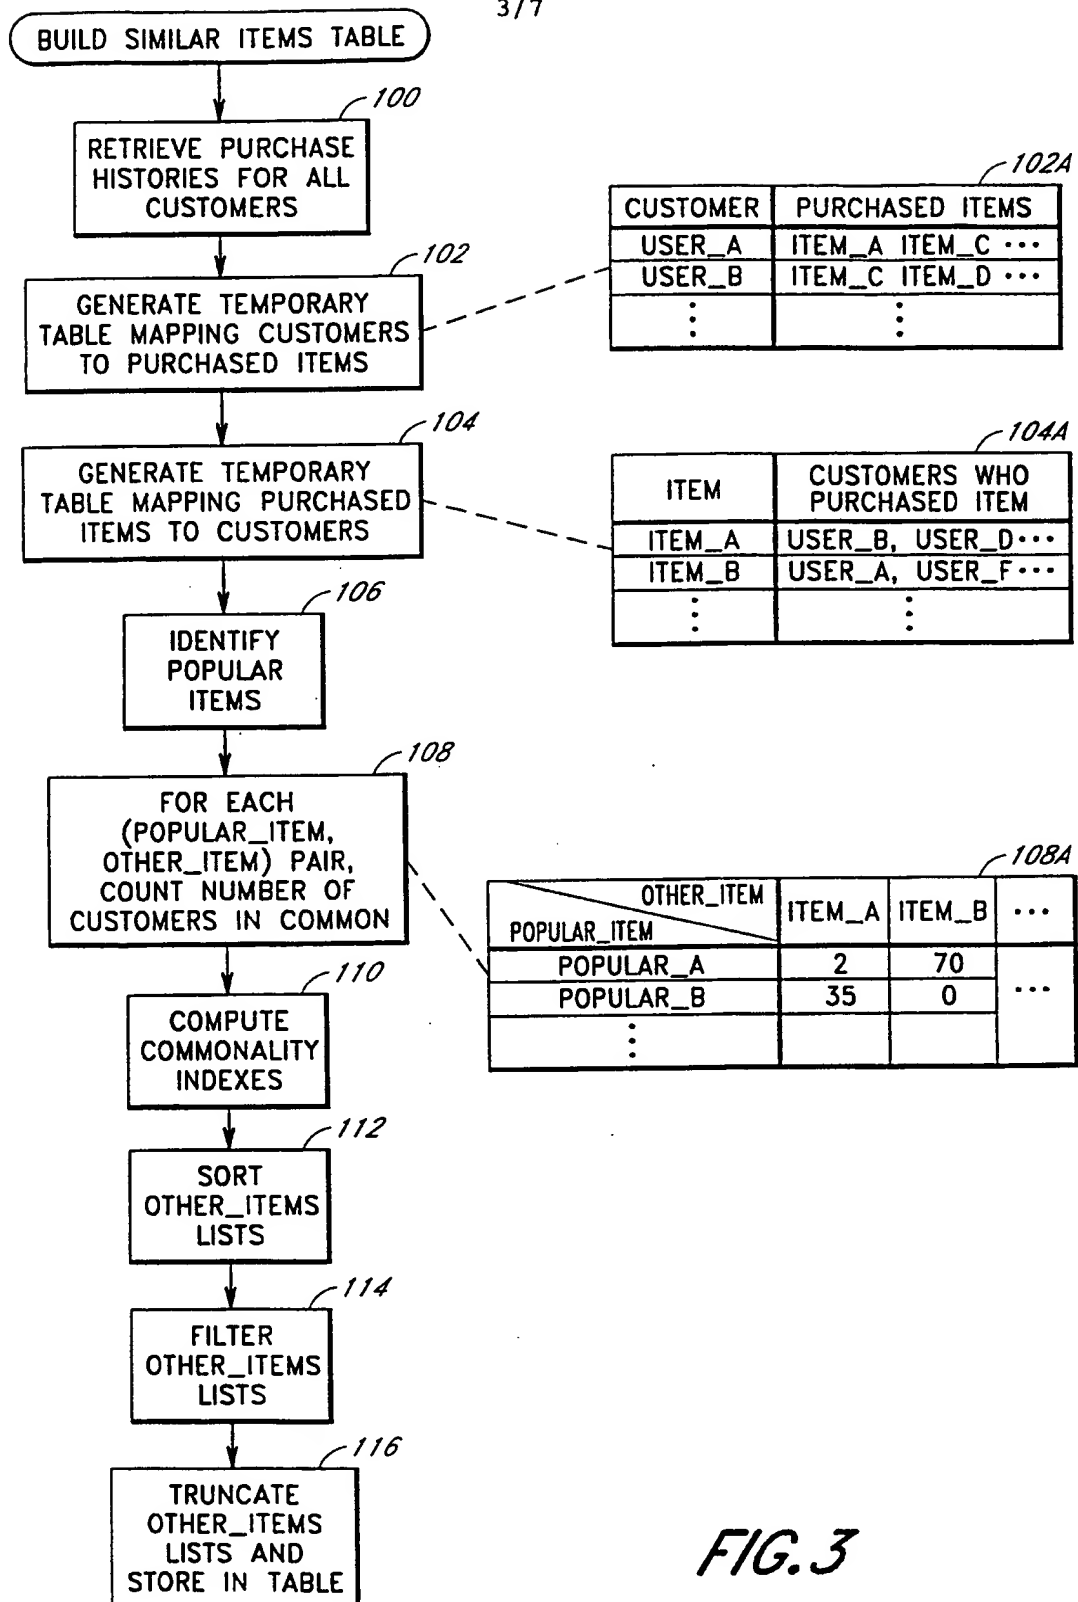 3/7
BUILD SIMILAR ITEMS TABLE
100
RETRIEVE PURCHASE
HISTORIES FOR ALL
CUSTOMERS
102
GENERATE TEMPORARY
TABLE MAPPING CUSTOMERS
TO PURCHASED ITEMS
102A
CUSTOMER PURCHASED ITEMS
USER_A ITEM_A ITEM_C ···
USER_B ITEM_C ITEM_D ···
104
GENERATE TEMPORARY
TABLE MAPPING PURCHASED
ITEMS TO CUSTOMERS
104A
ITEM CUSTOMERS WHO
PURCHASED ITEM
ITEM_A USER_B, USER_D···
ITEM_B USER_A, USER_F···
106
IDENTIFY
POPULAR
ITEMS
108
FOR EACH
(POPULAR_ITEM,
OTHER_ITEM) PAIR,
COUNT NUMBER OF
CUSTOMERS IN COMMON
108A
OTHER_ITEM ITEM_A ITEM_B ···
POPULAR_ITEM
POPULAR_A 2 70
POPULAR_B 35 0 ···
110
COMPUTE
COMMONALITY
INDEXES
112
SORT
OTHER_ITEMS
LISTS
114
FILTER
OTHER_ITEMS
LISTS
116
TRUNCATE
OTHER_ITEMS
LISTS AND
STORE IN TABLE
FIG.3